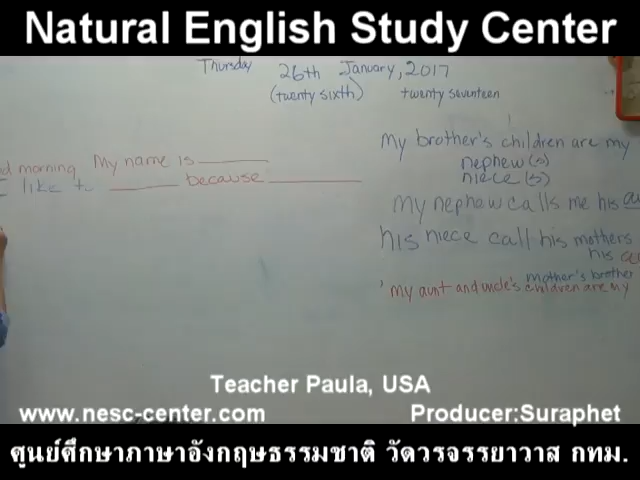 Natural English Study Center
Thursday 26th January, 2017
(twenty sixth) twenty seventeen
My brother's children are my
nephew(s)
niece(s)
d morning My name is
I like to because
My nephew calls me his au
his niece call his mothers
his
mother's brother
my aunt and uncle's children are my
Teacher Paula, USA
www.nesc-center.com Producer:Suraphet
ศูนย์ศึกษาภาษาอังกฤษธรรมชาติ วัดวรจรรยาวาส กทม.